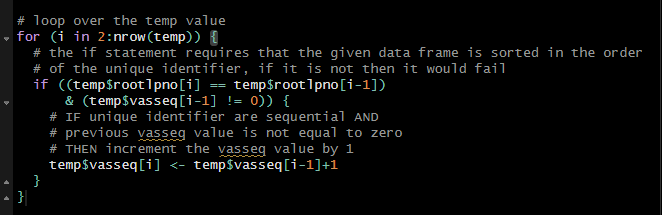 # loop over the temp value
for (i in 2:nrow(temp)) {
# the if statement requires that the given data frame is sorted in the order
# of the unique identifier, if it is not then it would fail
if ((temp$rootlpno[i] == temp$rootlpno[i-1])
& (temp$vasseq[i-1] != 0)) {
# IF unique identifier are sequential AND
# previous vasseq value is not equal to zero
# THEN increment the vasseq value by 1
temp$vasseq[i] <- temp$vasseq[i-1]+1
}
}